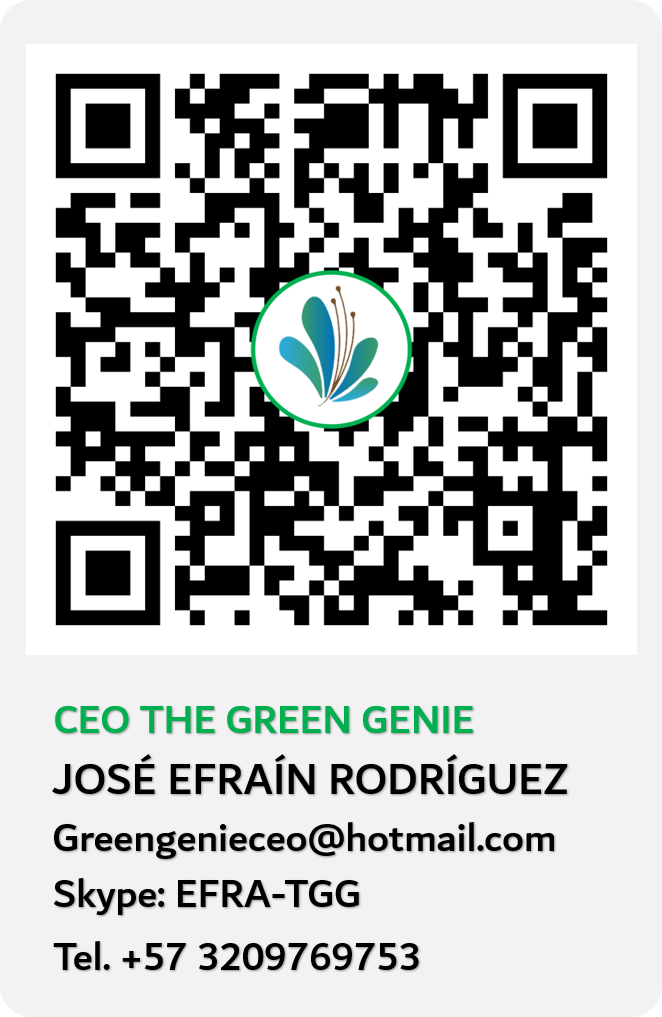 CEO THE GREEN GENIE
JOSÉ EFRAÍN RODRÍGUEZ
Greengenieceo@hotmail.com
Skype: EFRA-TGG
Tel. +57 3209769753